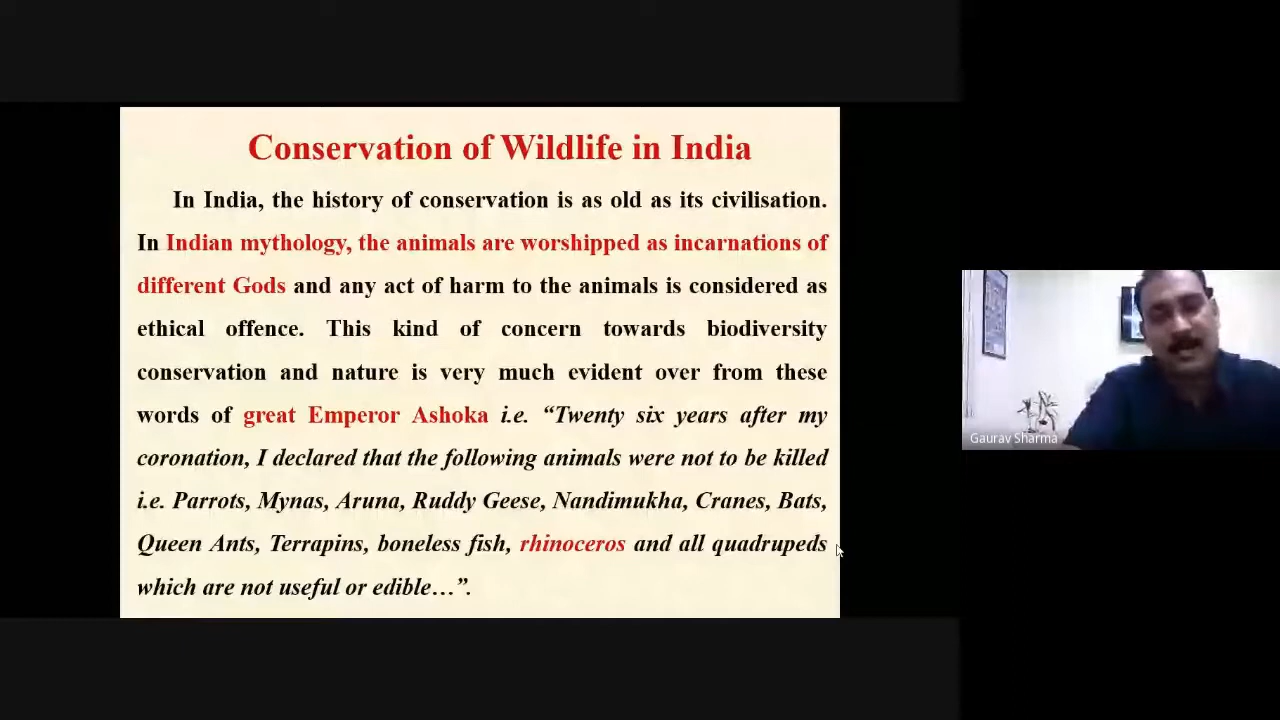 Conservation of Wildlife in India
In India, the history of conservation is as old as its civilisation.
In Indian mythology, the animals are worshipped as incarnations of
different Gods and any act of harm to the animals is considered as
ethical offence. This kind of concern towards biodiversity
conservation and nature is very much evident over from these
words of great Emperor Ashoka i.e. “Twenty six years after my
coronation, I declared that the following animals were not to be killed
i.e. Parrots, Mynas, Aruna, Ruddy Geese, Nandimukha, Cranes, Bats,
Queen Ants, Terrapins, boneless fish, rhinoceros and all quadrupeds
which are not useful or edible…”.
Gaurav Sharma